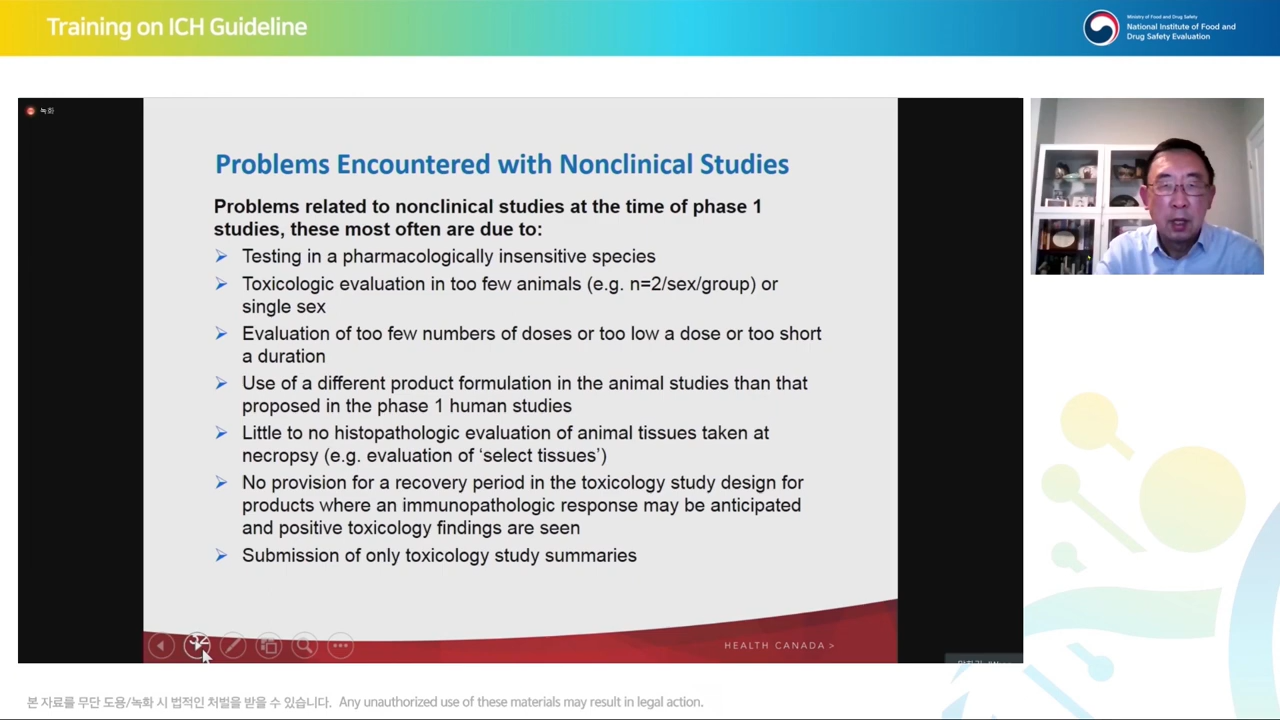 Training on ICH Guideline
Ministry of Food and Drug Safety
National Institute of Food and
Drug Safety Evaluation
녹화
Problems Encountered with Nonclinical Studies
Problems related to nonclinical studies at the time of phase 1
studies, these most often are due to:
Testing in a pharmacologically insensitive species
Toxicologic evaluation in too few animals (e.g. n=2/sex/group) or
single sex
Evaluation of too few numbers of doses or too low a dose or too short
a duration
Use of a different product formulation in the animal studies than that
proposed in the phase 1 human studies
Little to no histopathologic evaluation of animal tissues taken at
necropsy (e.g. evaluation of ‘select tissues’)
No provision for a recovery period in the toxicology study design for
products where an immunopathologic response may be anticipated
and positive toxicology findings are seen
Submission of only toxicology study summaries
HEALTH CANADA >
본 자료를 무단 도용/녹화 시 법적인 처벌을 받을 수 있습니다. Any unauthorized use of these materials may result in legal action.